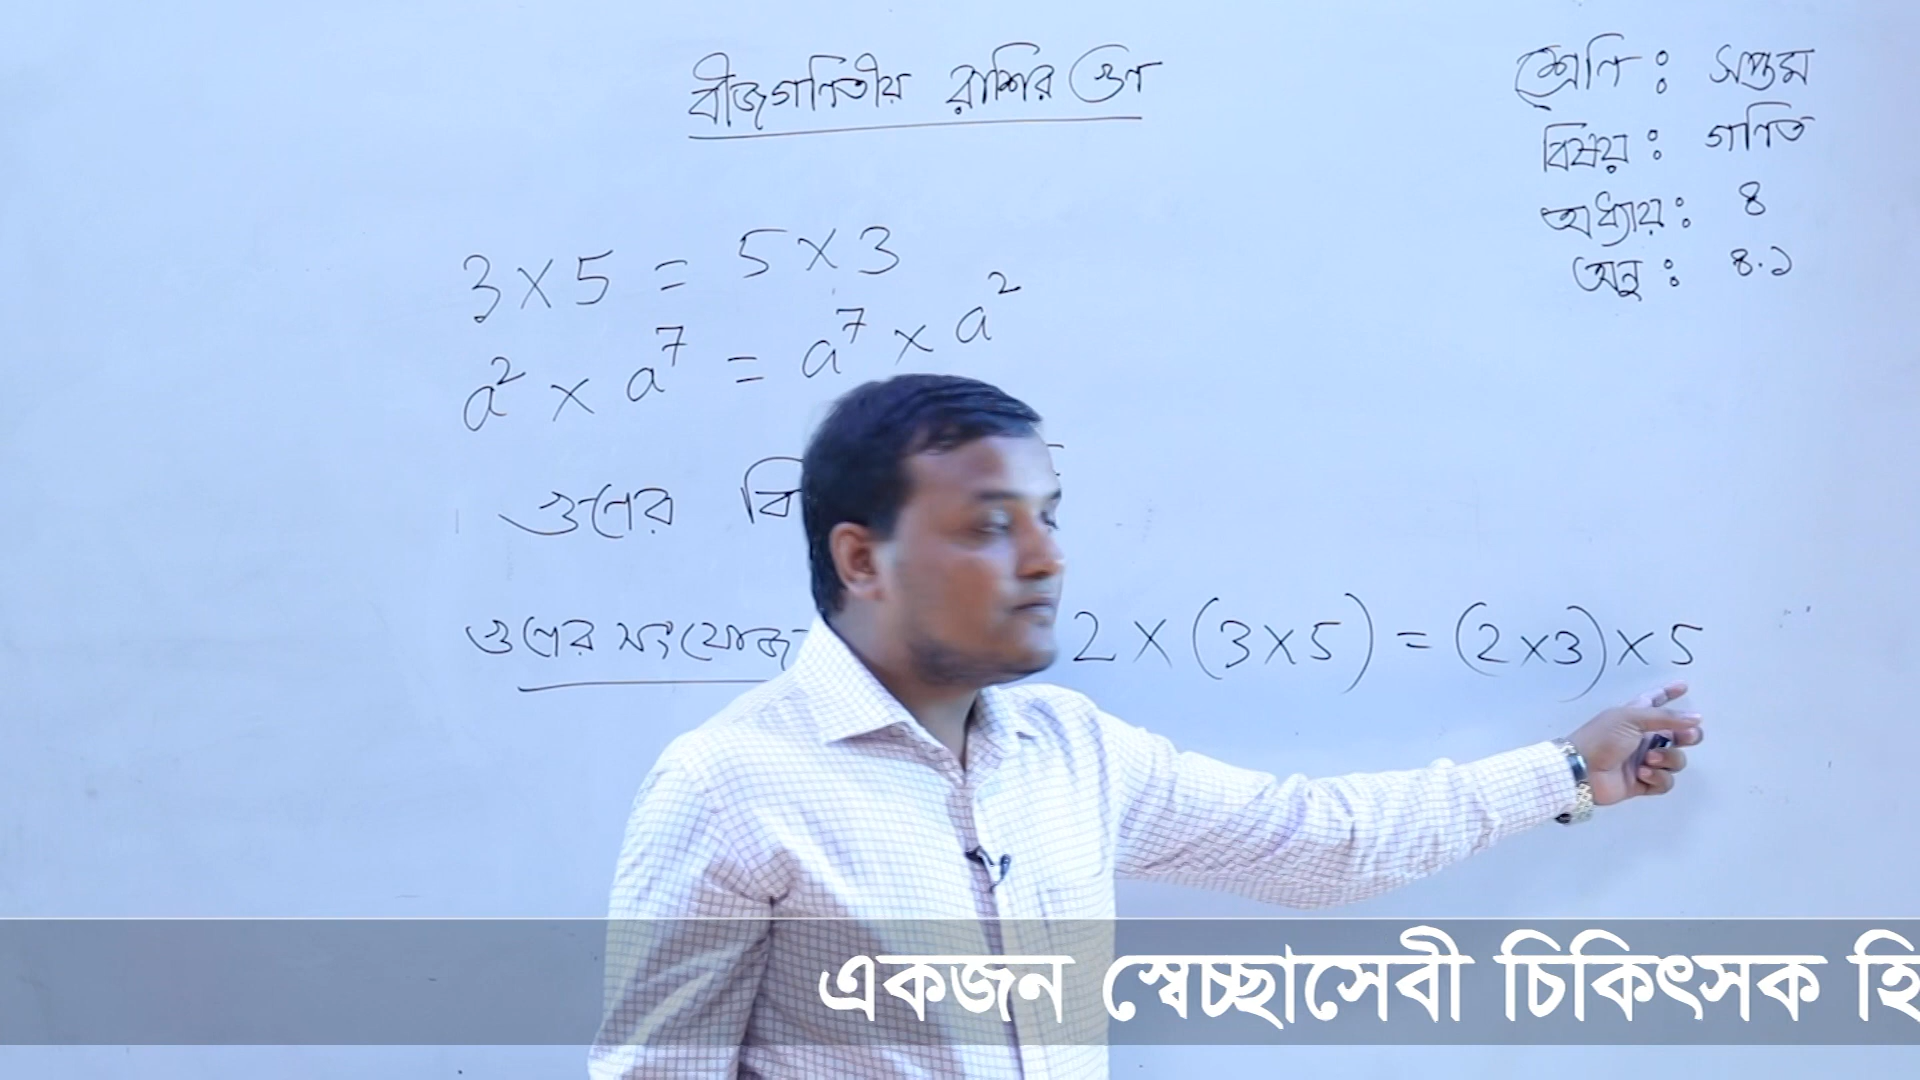 বীজগণিতীয় রাশির গুণ
শ্রেণি : সপ্তম
বিষয় : গণিত
অধ্যায় : ৪
অনু : ৪.১
3 × 5 = 5 × 3
a² × a⁷ = a⁷ × a²
গুণের
গুণের সংযোজ 2 × (3 × 5) = (2 × 3) × 5
একজন স্বেচ্ছাসেবী চিকিৎসক হি